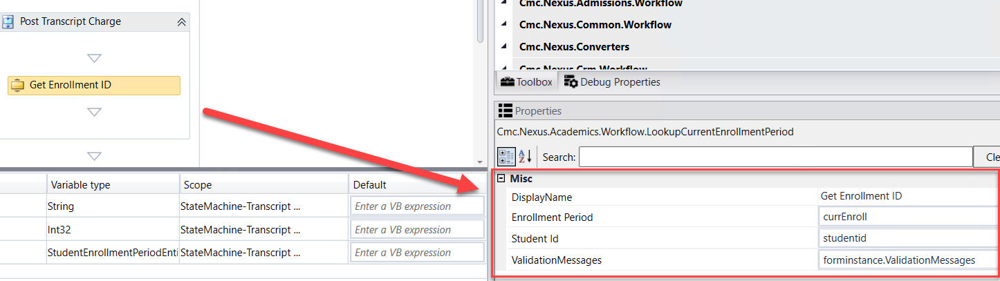 Post Transcript Charge
Get Enrollment ID
Variable type Scope Default
String StateMachine-Transcript ... Enter a VB expression
Int32 StateMachine-Transcript ... Enter a VB expression
StudentEnrollmentPeriodEnti StateMachine-Transcript ... Enter a VB expression
Cmc.Nexus.Admissions.Workflow
Cmc.Nexus.Common.Workflow
Cmc.Nexus.Converters
Cmc.Nexus.Crm.Workflow
Toolbox Debug Properties
Properties
Cmc.Nexus.Academics.Workflow.LookupCurrentEnrollmentPeriod
Search: Cle
Misc
DisplayName Get Enrollment ID
Enrollment Period currEnroll
Student Id studentid
ValidationMessages forminstance.ValidationMessages